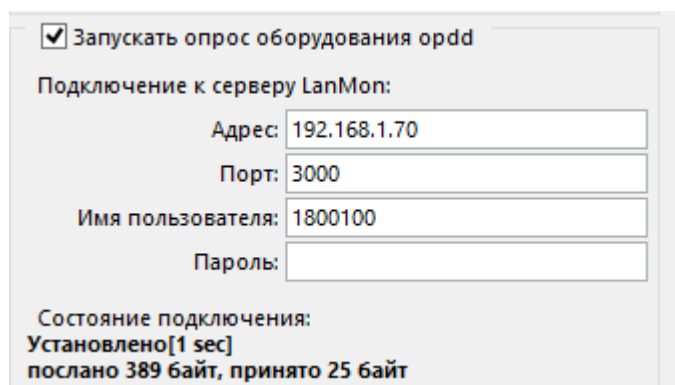 Запускать опрос оборудования opdd
Подключение к серверу LanMon:
Адрес: 192.168.1.70
Порт: 3000
Имя пользователя: 1800100
Пароль:
Состояние подключения:
Установлено[1 sec]
послано 389 байт, принято 25 байт